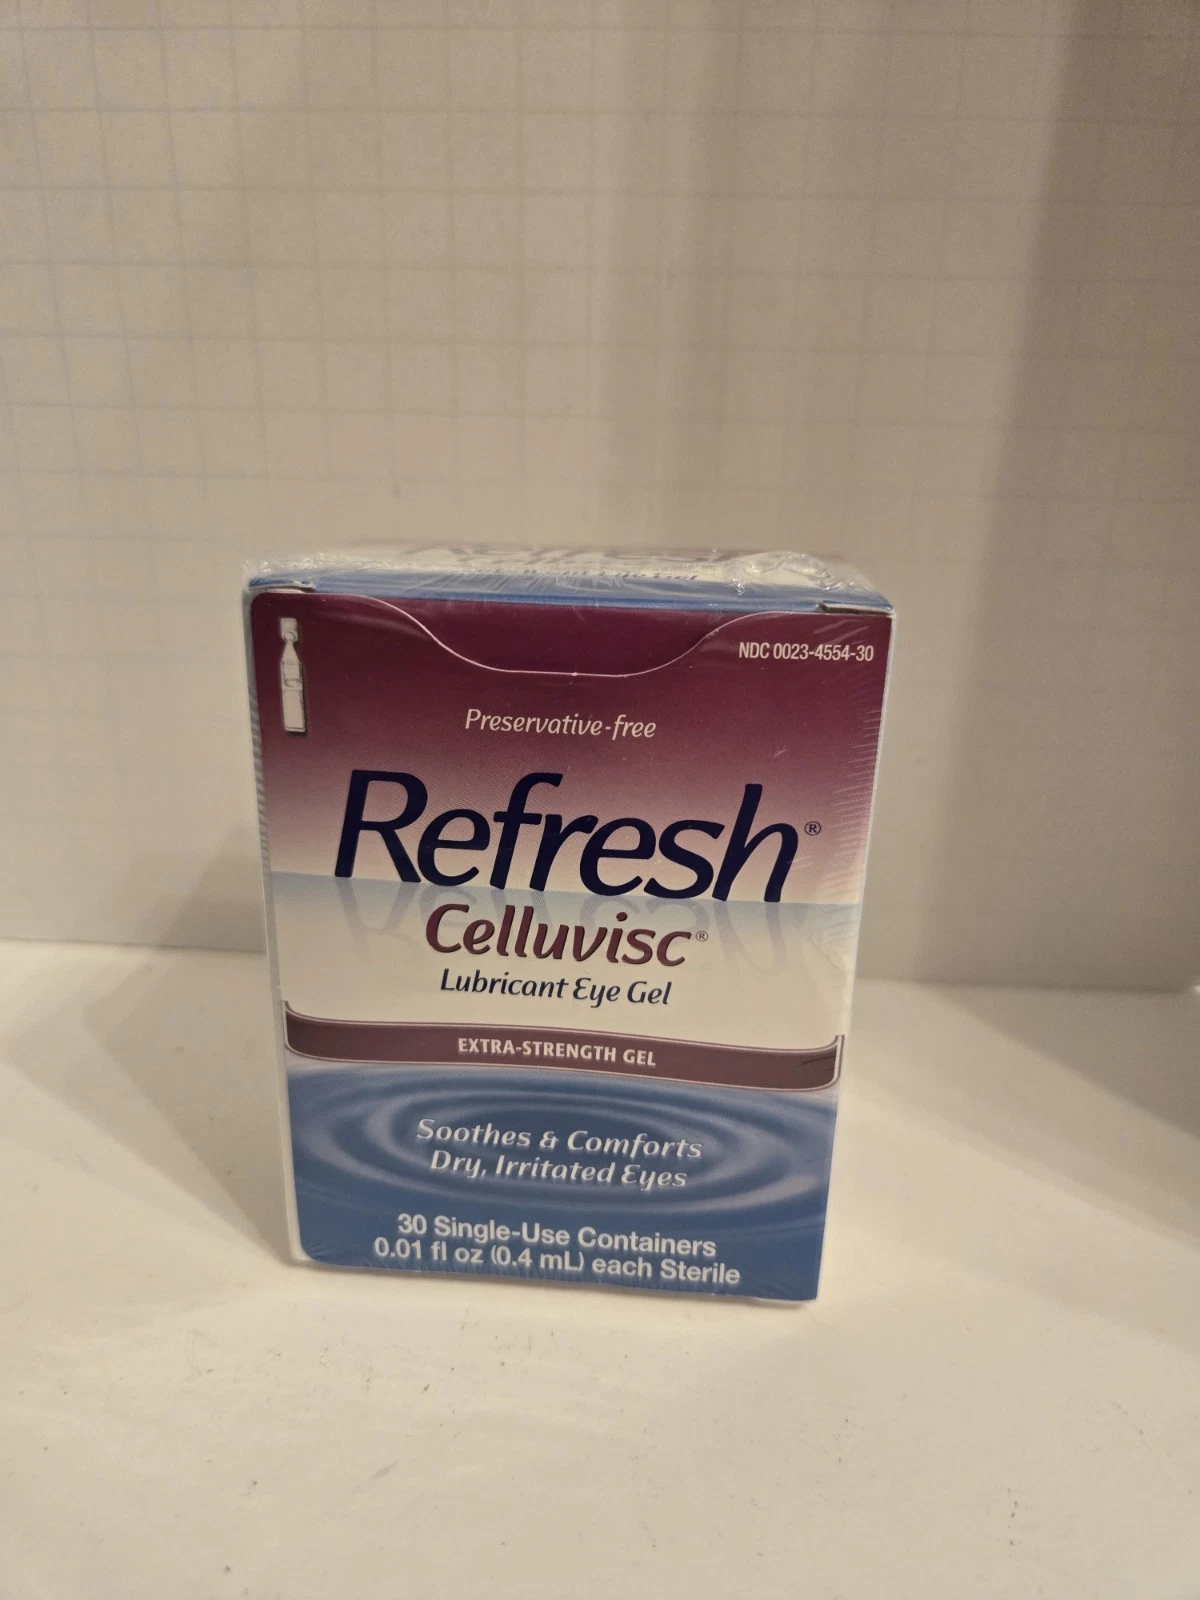 NDC 0023-4554-30
Preservative-free
Refresh®
Celluvisc®
Lubricant Eye Gel
EXTRA-STRENGTH GEL
Soothes & Comforts
Dry, Irritated Eyes
30 Single-Use Containers
0.01 fl oz (0.4 mL) each Sterile